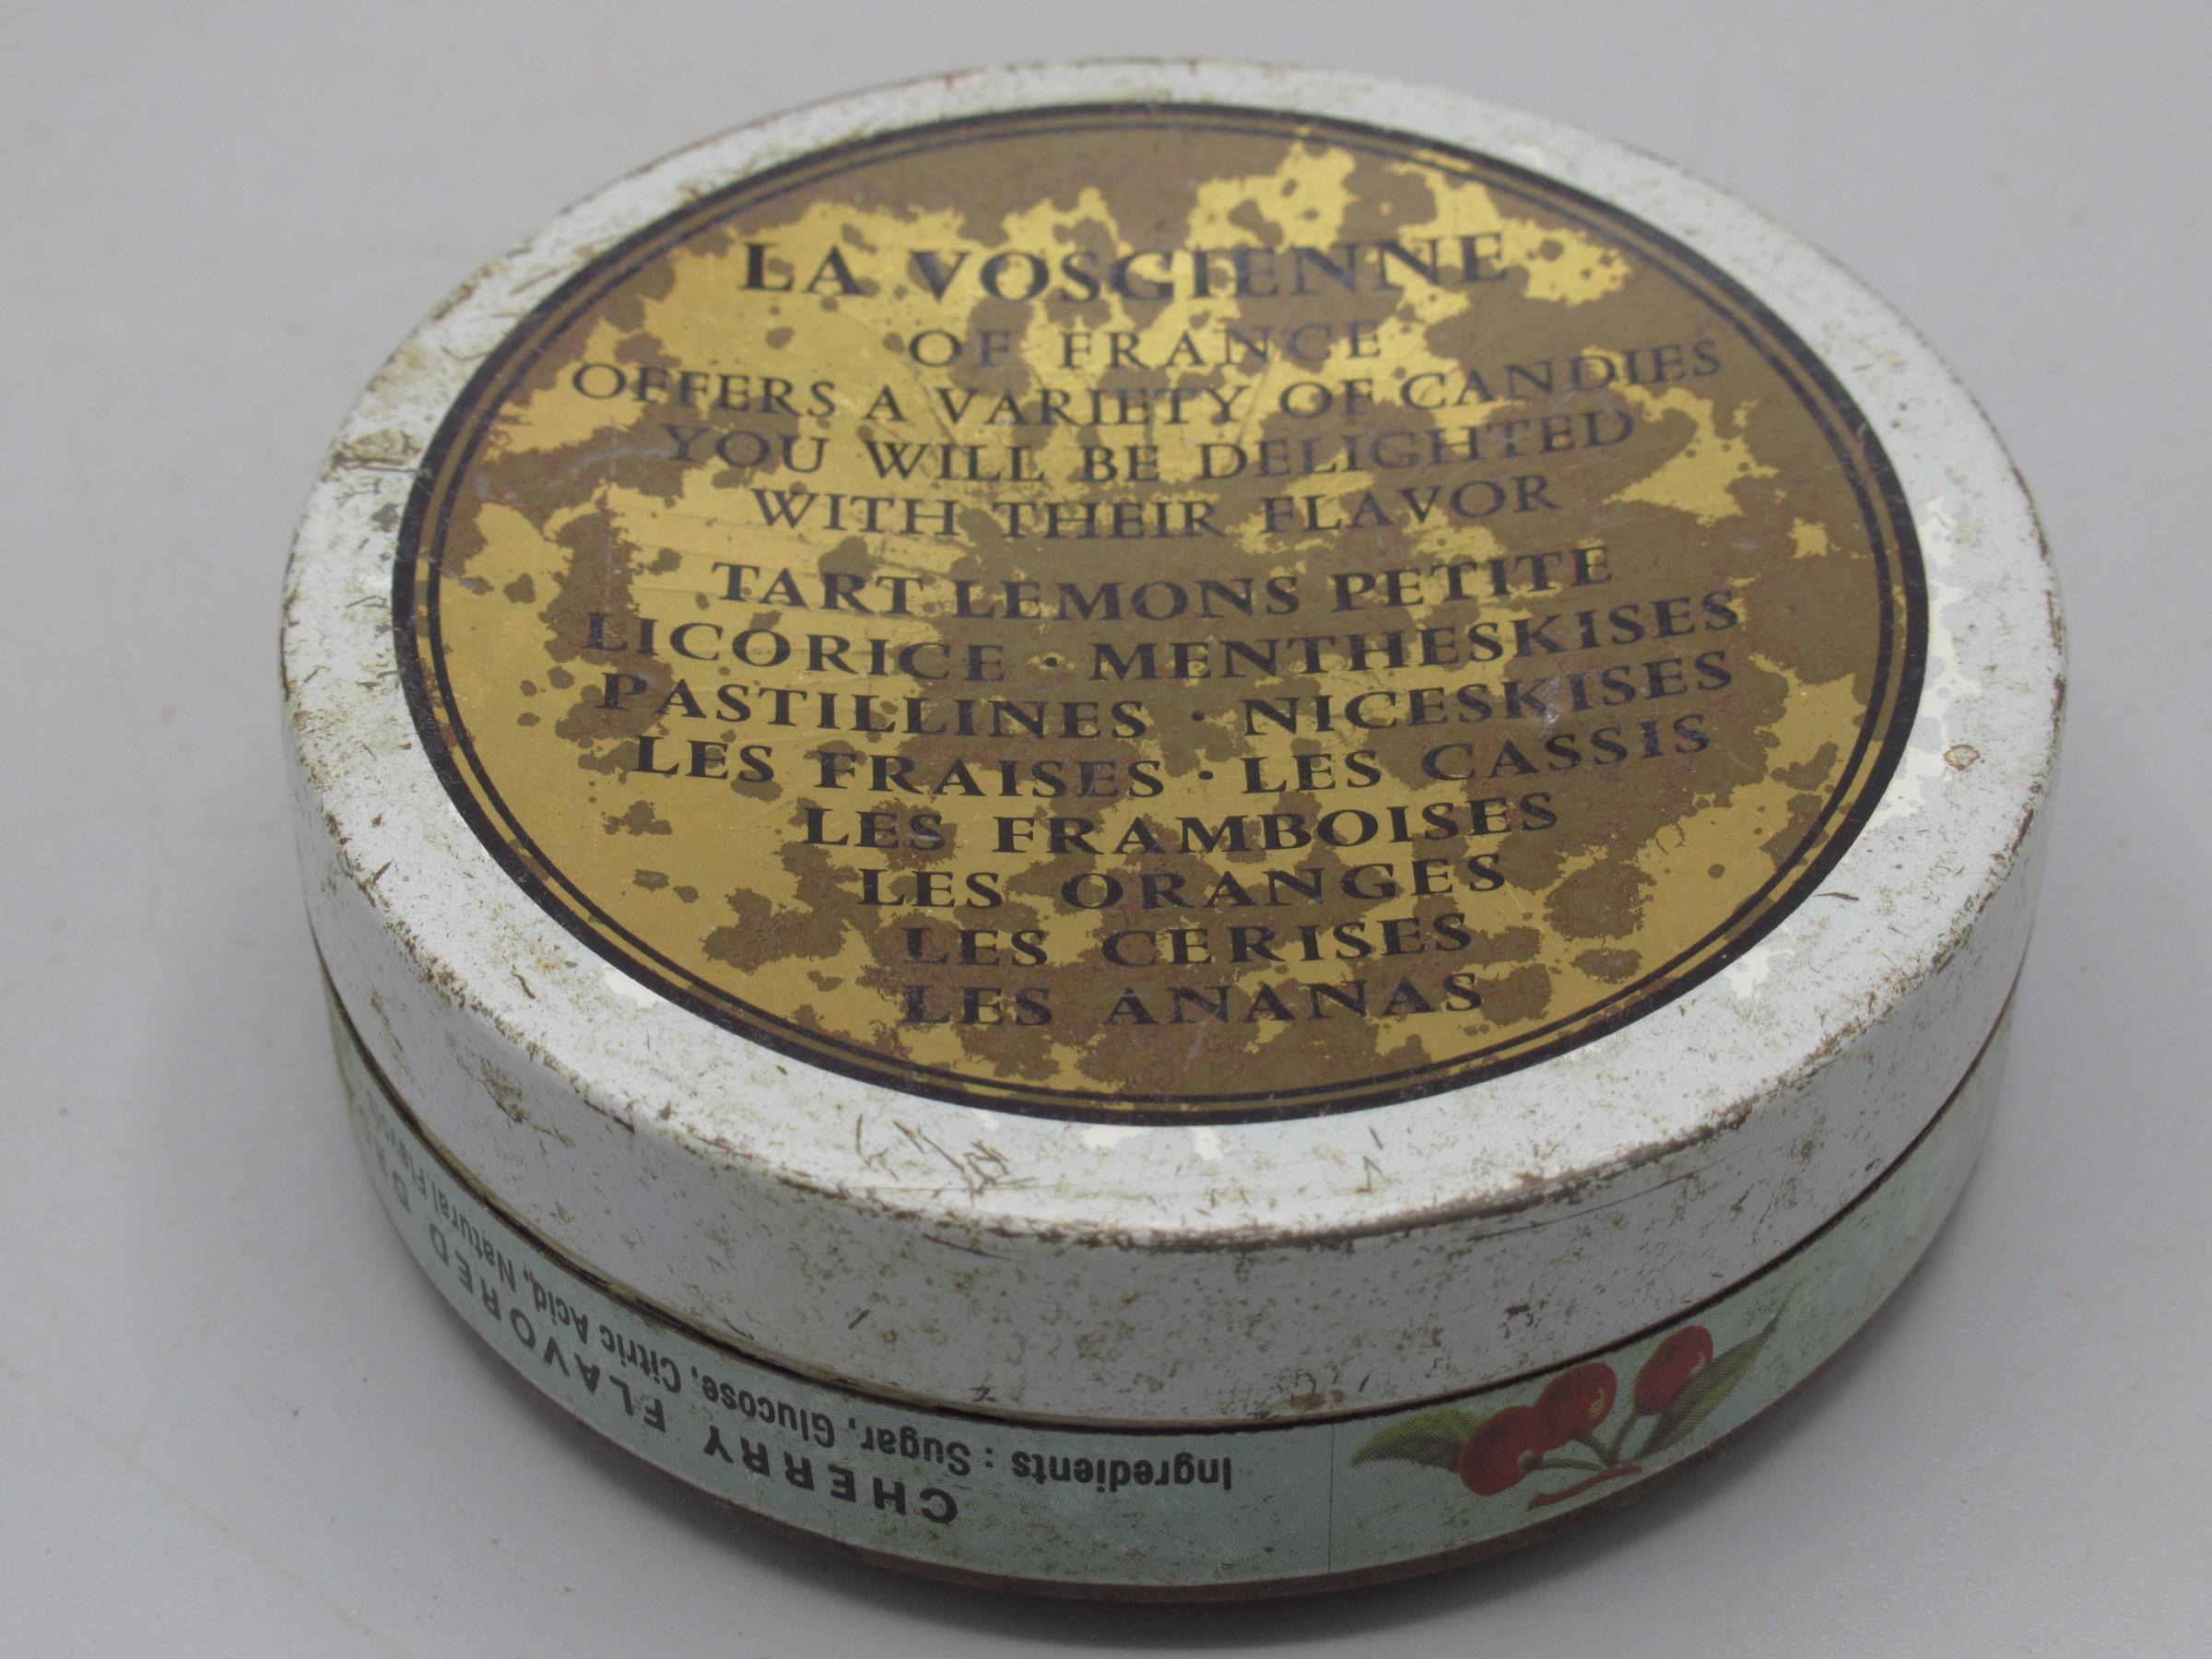 LA VOSGIENNE
OF FRANCE
OFFERS A VARIETY OF CANDIES
YOU WILL BE DELIGHTED
WITH THEIR FLAVOR
TART LEMONS PETITE
LICORICE · MENTHESKISES
PASTILLINES · NICESKISES
LES FRAISES · LES CASSIS
LES FRAMBOISES
LES ORANGES
LES CERISES
LES ANANAS
CHERRY FLAVORED
Ingredients : Sugar, Glucose, Citric Acid, Natural